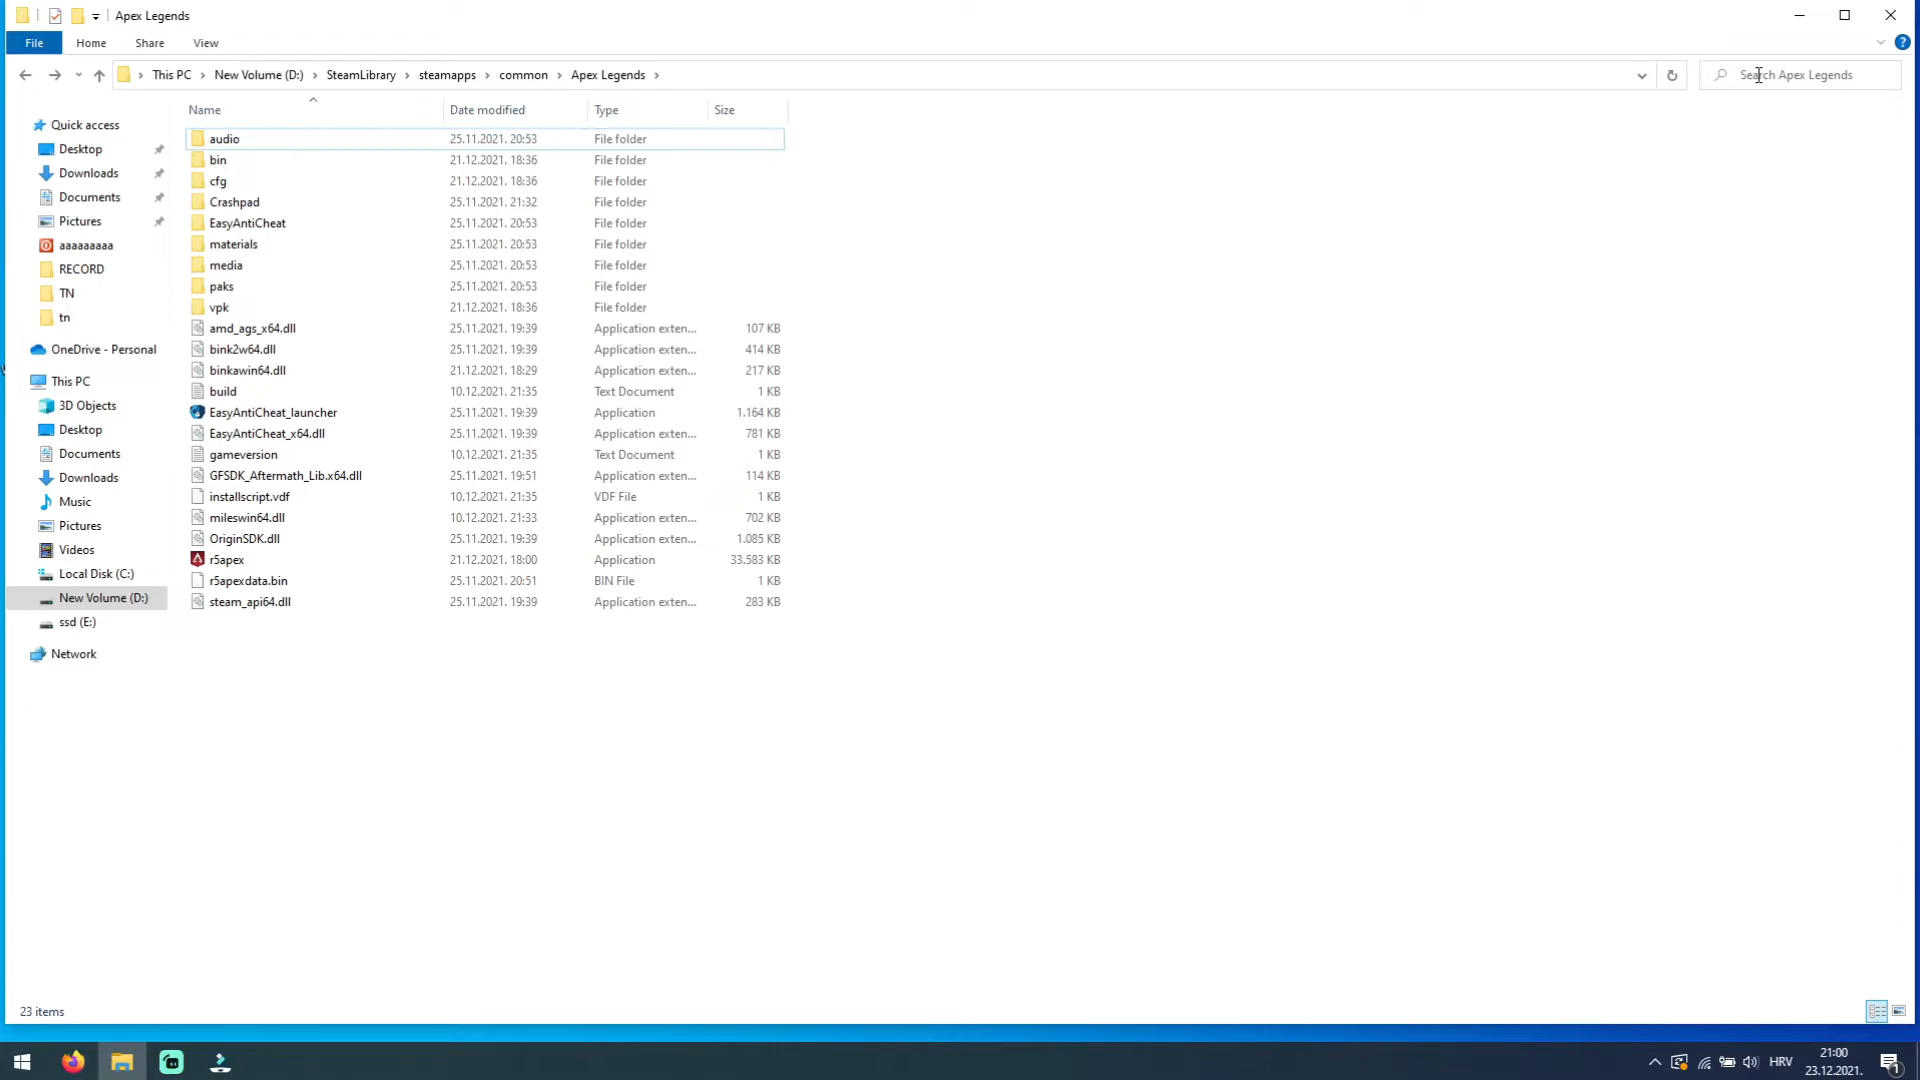 Apex Legends
File Home Share View
This PC New Volume (D:) SteamLibrary steamapps common Apex Legends Search Apex Legends
Name Date modified Type Size
Quick access
Desktop
Downloads
Documents
Pictures
aaaaaaaaa
RECORD
TN
tn
OneDrive - Personal
This PC
3D Objects
Desktop
Documents
Downloads
Music
Pictures
Videos
Local Disk (C:)
New Volume (D:)
ssd (E:)
Network
audio 25.11.2021. 20:53 File folder
bin 21.12.2021. 18:36 File folder
cfg 21.12.2021. 18:36 File folder
Crashpad 25.11.2021. 21:32 File folder
EasyAntiCheat 25.11.2021. 20:53 File folder
materials 25.11.2021. 20:53 File folder
media 25.11.2021. 20:53 File folder
paks 25.11.2021. 20:53 File folder
vpk 21.12.2021. 18:36 File folder
amd_ags_x64.dll 25.11.2021. 19:39 Application exten... 107 KB
bink2w64.dll 25.11.2021. 19:39 Application exten... 414 KB
binkawin64.dll 21.12.2021. 18:29 Application exten... 217 KB
build 10.12.2021. 21:35 Text Document 1 KB
EasyAntiCheat_launcher 25.11.2021. 19:39 Application 1.164 KB
EasyAntiCheat_x64.dll 25.11.2021. 19:39 Application exten... 781 KB
gameversion 10.12.2021. 21:35 Text Document 1 KB
GFSDK_Aftermath_Lib.x64.dll 25.11.2021. 19:51 Application exten... 114 KB
installscript.vdf 10.12.2021. 21:35 VDF File 1 KB
mileswin64.dll 10.12.2021. 21:33 Application exten... 702 KB
OriginSDK.dll 25.11.2021. 19:39 Application exten... 1.085 KB
r5apex 21.12.2021. 18:00 Application 33.583 KB
r5apexdata.bin 25.11.2021. 20:51 BIN File 1 KB
steam_api64.dll 25.11.2021. 19:39 Application exten... 283 KB
23 items
HRV
21:00
23.12.2021.
1